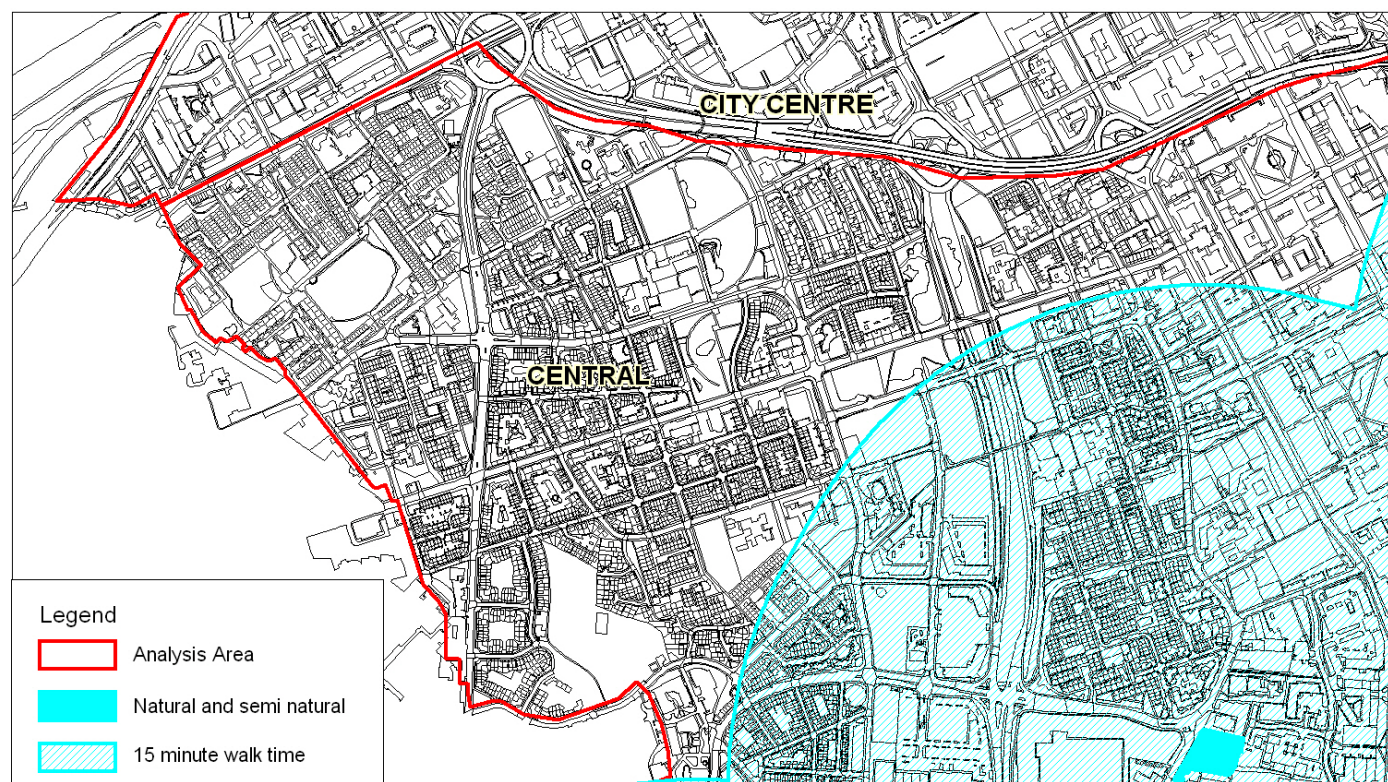 CITY CENTRE
CENTRAL
Legend
Analysis Area
Natural and semi natural
15 minute walk time